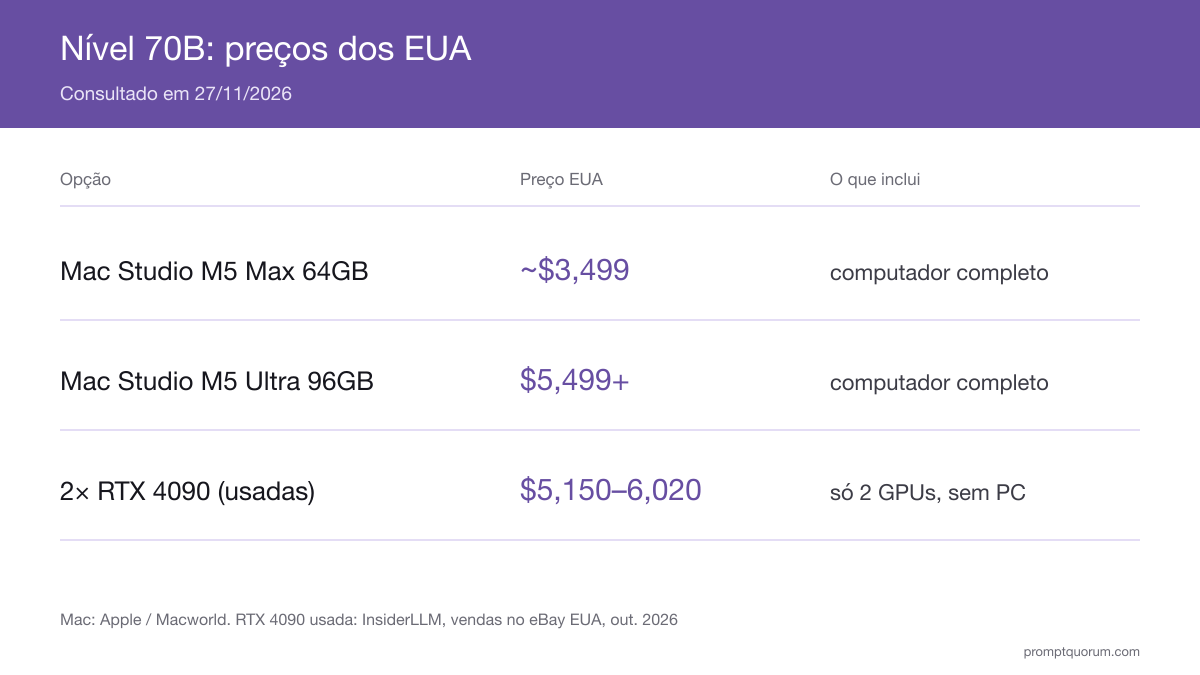 Nível 70B: preços dos EUA
Consultado em 27/11/2026
Opção Preço EUA O que inclui
Mac Studio M5 Max 64GB ~$3,499 computador completo
Mac Studio M5 Ultra 96GB $5,499+ computador completo
2× RTX 4090 (usadas) $5,150–6,020 só 2 GPUs, sem PC
Mac: Apple / Macworld. RTX 4090 usada: InsiderLLM, vendas no eBay EUA, out. 2026
promptquorum.com